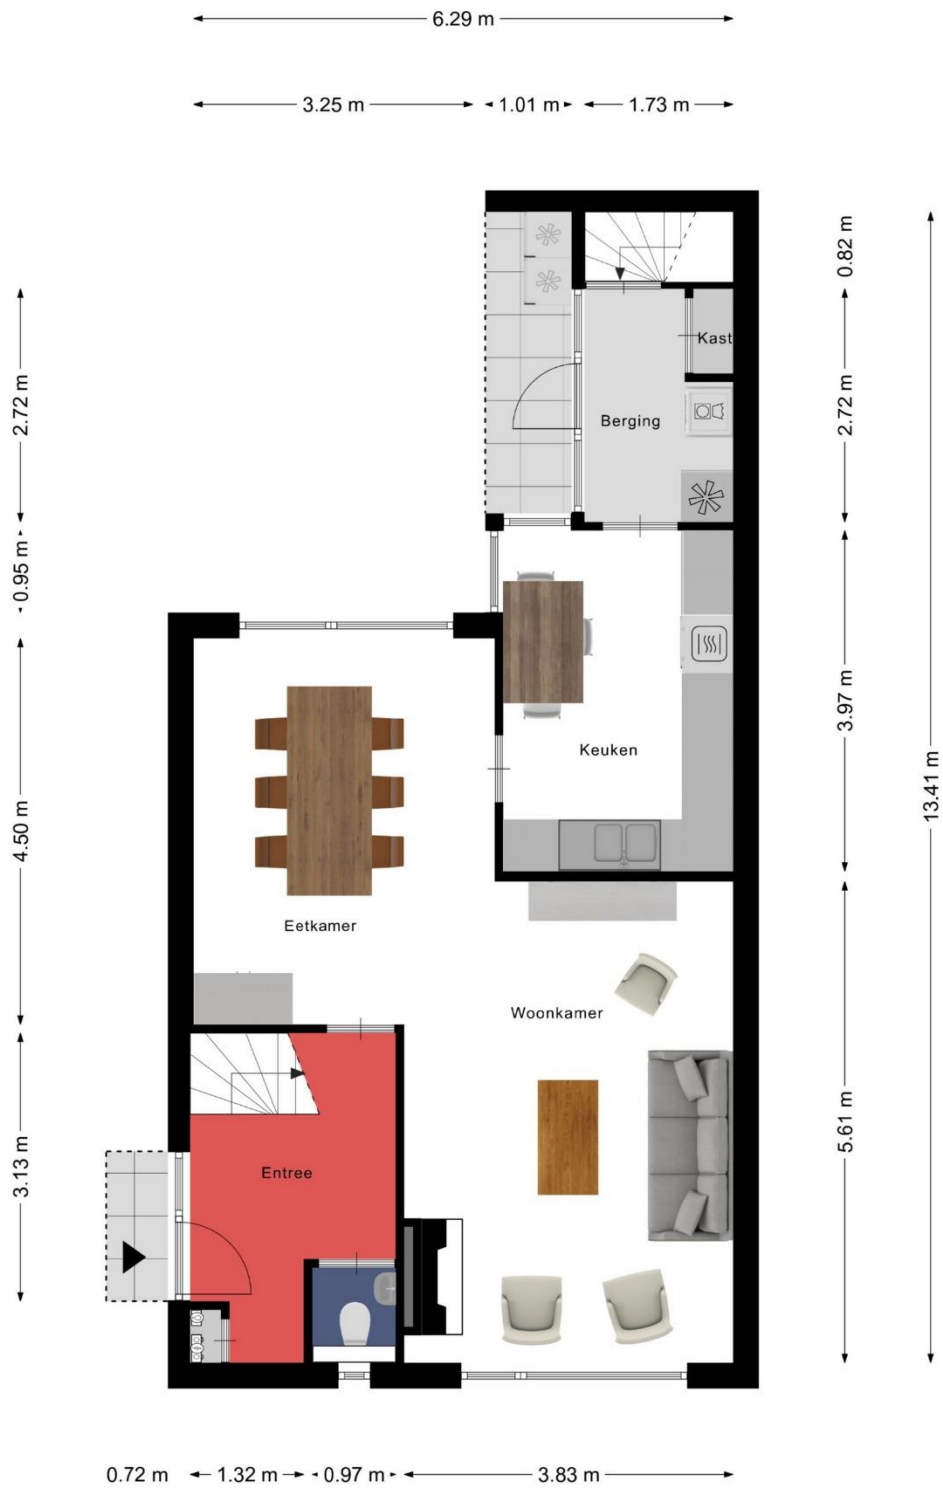 6.29 m
3.25 m
1.01 m
1.73 m
0.82 m
2.72 m
2.72 m
Kast
Berging
0.95 m
3.97 m
13.41 m
Keuken
4.50 m
Eetkamer
Woonkamer
5.61 m
3.13 m
Entree
0.72 m
1.32 m
0.97 m
3.83 m